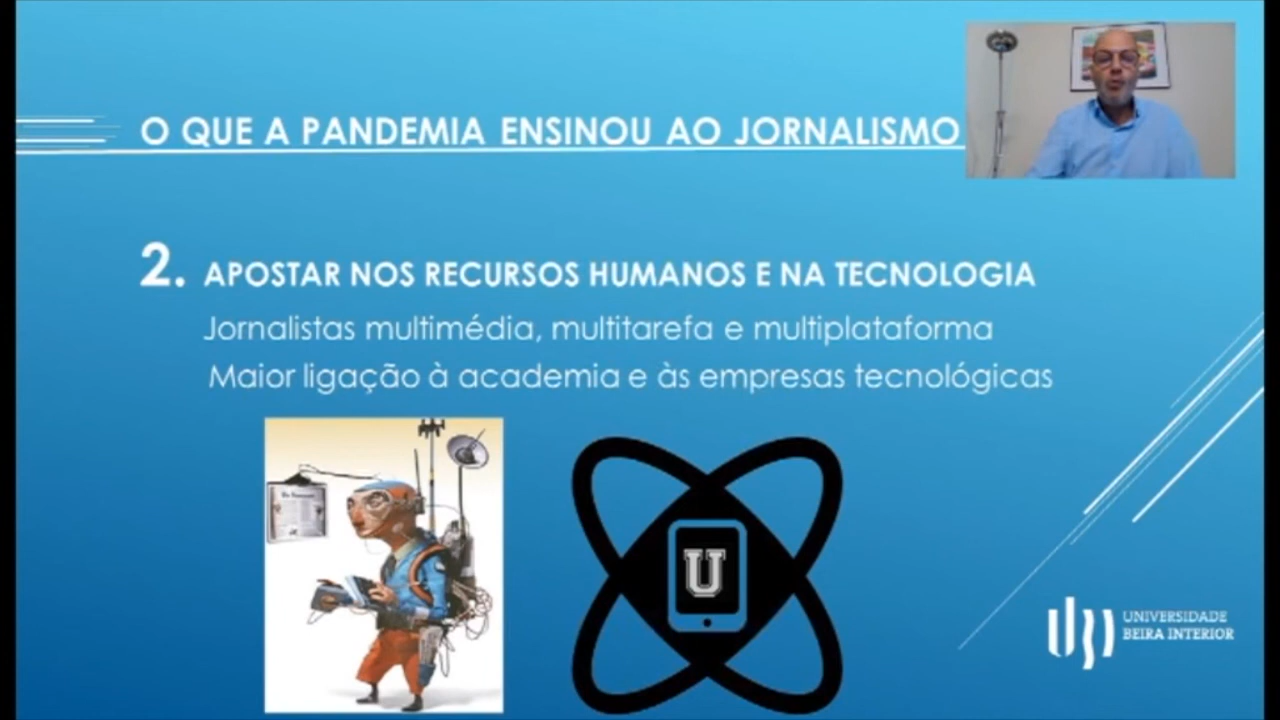 O QUE A PANDEMIA ENSINOU AO JORNALISMO
2. APOSTAR NOS RECURSOS HUMANOS E NA TECNOLOGIA
Jornalistas multimédia, multitarefa e multiplataforma
Maior ligação à academia e às empresas tecnológicas
U
UNIVERSIDADE
BEIRA INTERIOR